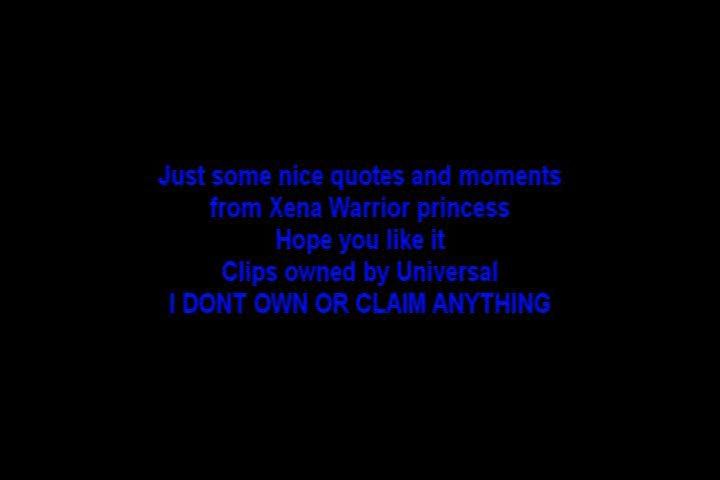 Just some nice quotes and moments
from Xena Warrior princess
Hope you like it
Clips owned by Universal
I DONT OWN OR CLAIM ANYTHING